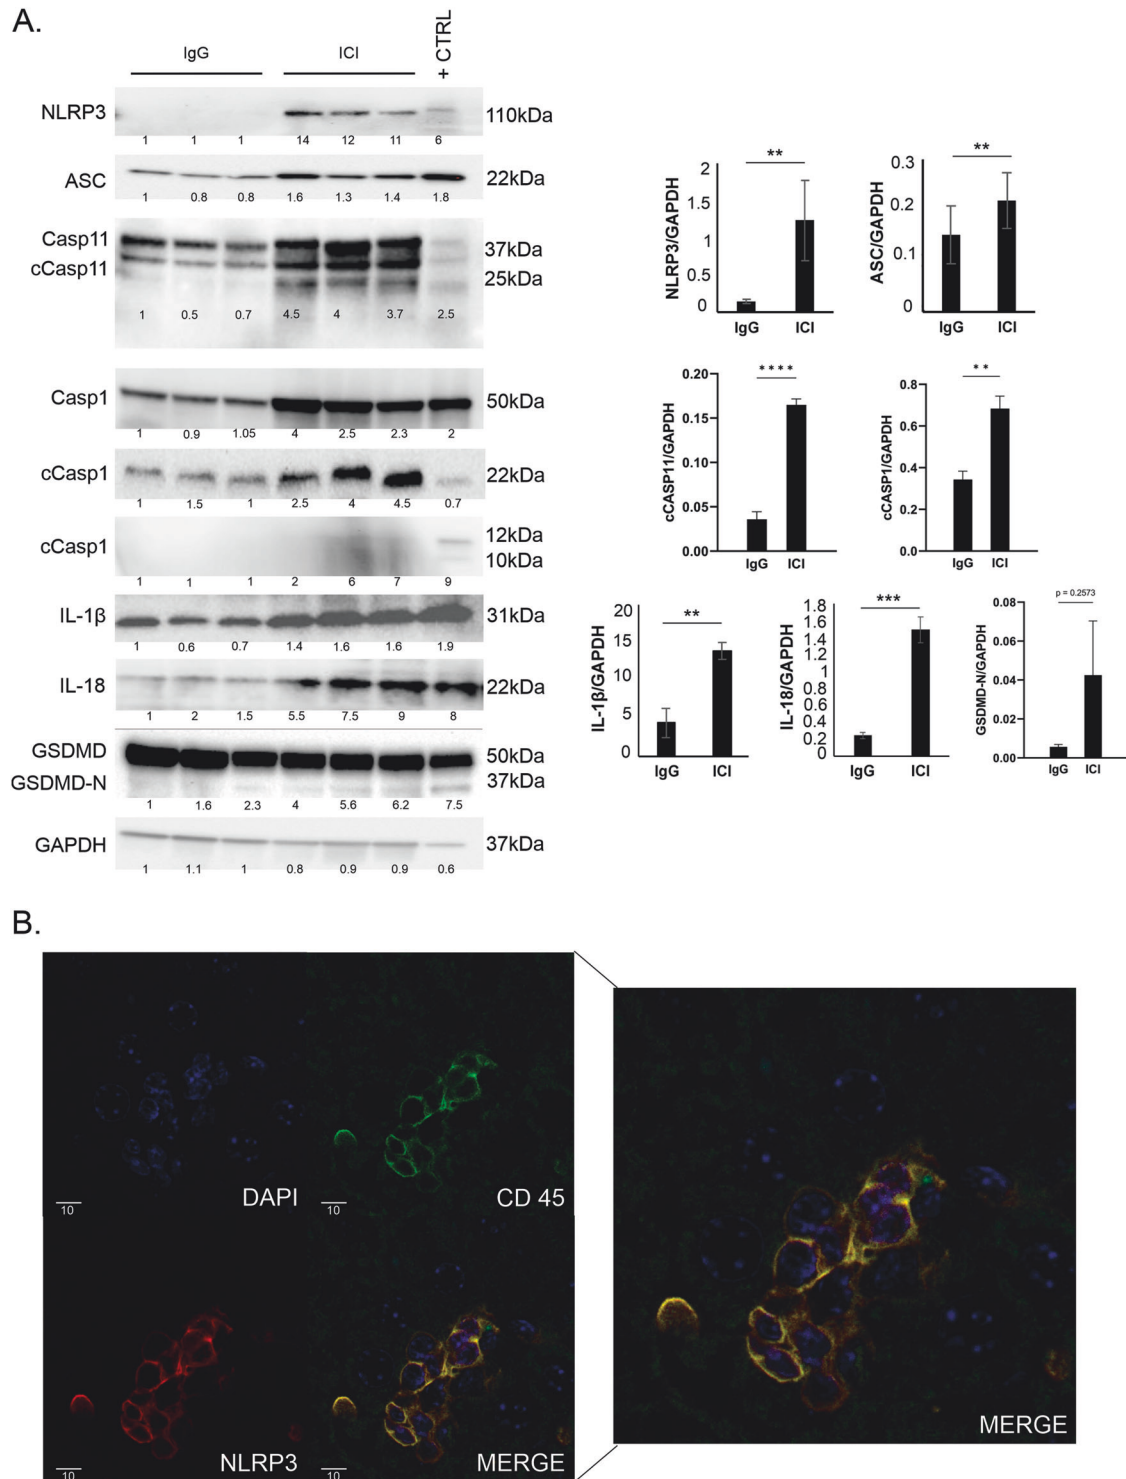 A.
IgG
ICI
+ CTRL
NLRP3
110kDa
1 1 1 14 12 11 6
ASC
22kDa
1 0.8 0.8 1.6 1.3 1.4 1.8
Casp11
37kDa
cCasp11
25kDa
1 0.5 0.7 4.5 4 3.7 2.5
Casp1
50kDa
1 0.9 1.05 4 2.5 2.3 2
cCasp1
22kDa
1 1.5 1 2.5 4 4.5 0.7
cCasp1
12kDa
10kDa
1 1 1 2 6 7 9
IL-1β
31kDa
1 0.6 0.7 1.4 1.6 1.6 1.9
IL-18
22kDa
1 2 1.5 5.5 7.5 9 8
GSDMD
50kDa
GSDMD-N
37kDa
1 1.6 2.3 4 5.6 6.2 7.5
GAPDH
37kDa
1 1.1 1 0.8 0.9 0.9 0.6
NLRP3/GAPDH
2
1.5
1
0.5
0
**
IgG ICI
ASC/GAPDH
0.3
0.2
0.1
0
**
IgG ICI
cCASP11/GAPDH
0.20
0.15
0.10
0.05
0.00
****
IgG ICI
cCASP1/GAPDH
0.8
0.6
0.4
0.2
0.0
**
IgG ICI
IL-1β/GAPDH
20
15
10
5
0
**
IgG ICI
IL-18/GAPDH
1.8
1.6
1.4
1.2
1
0.8
0.6
0.4
0.2
0
***
IgG ICI
GSDMD-N/GAPDH
0.08
0.06
0.04
0.02
0.00
p = 0.2573
IgG ICI
B.
10
DAPI
10
CD 45
10
NLRP3
10
MERGE
MERGE